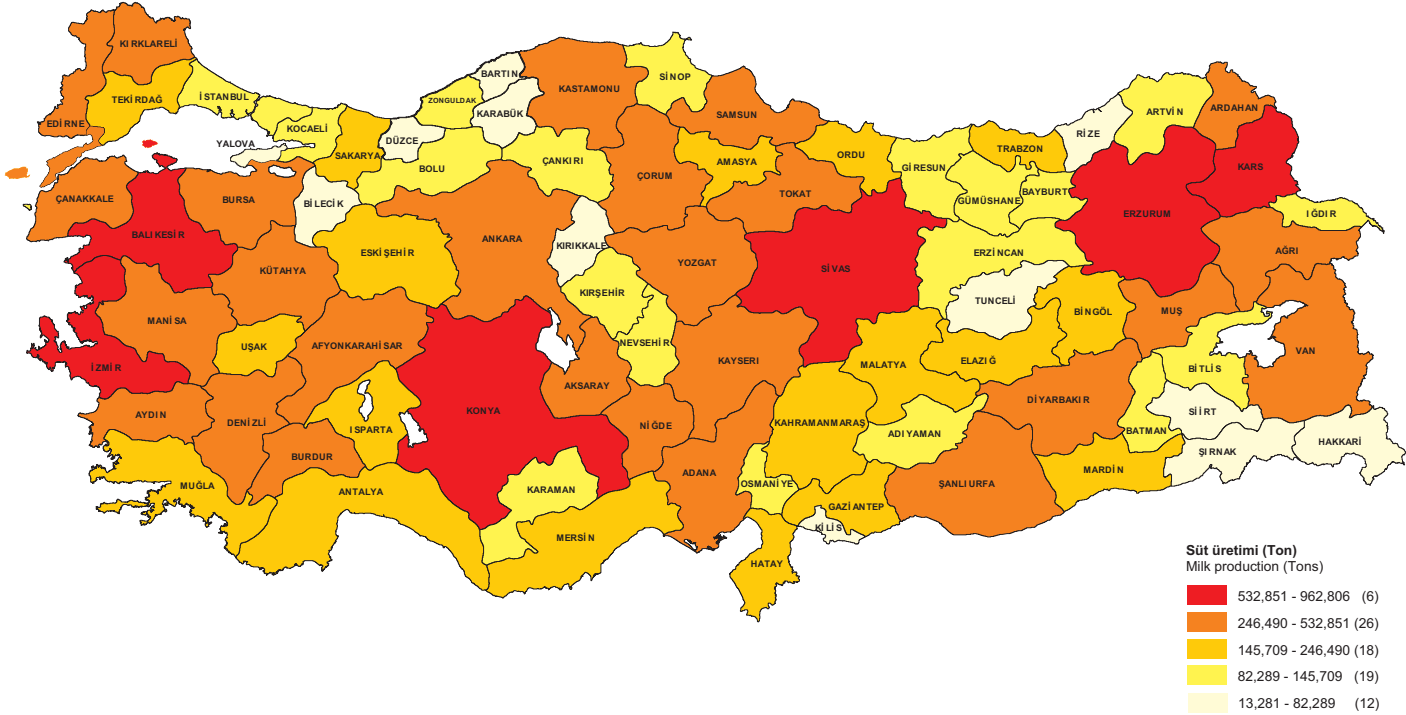 KIRKLARELİ
EDİRNE
TEKİRDAĞ
İSTANBUL
KOCAELİ
YALOVA
SAKARYA
DÜZCE
ZONGULDAK
BARTIN
KARABÜK
BOLU
KASTAMONU
SİNOP
ÇANKIRI
SAMSUN
ÇORUM
AMASYA
TOKAT
ORDU
GİRESUN
TRABZON
GÜMÜSHANE
BAYBURT
RİZE
ARTVİN
ARDAHAN
KARS
ERZURUM
IĞDIR
AĞRI
ÇANAKKALE
BALIKESİR
BURSA
BİLECİK
ESKİŞEHİR
KÜTAHYA
ANKARA
KIRIKKALE
YOZGAT
SİVAS
ERZİNCAN
TUNCELİ
BİNGÖL
MUŞ
VAN
BİTLİS
MANİSA
UŞAK
AFYONKARAHİSAR
İZMİR
KIRŞEHİR
NEVSEHİR
KAYSERI
AKSARAY
KONYA
NİĞDE
MALATYA
ELAZIĞ
DİYARBAKIR
BATMAN
SİİRT
ŞIRNAK
HAKKARİ
AYDIN
DENİZLİ
ISPARTA
BURDUR
MUĞLA
ANTALYA
KARAMAN
MERSİN
ADANA
KAHRAMANMARAŞ
ADIYAMAN
OSMANİYE
GAZİANTEP
KİLİS
HATAY
ŞANLIURFA
MARDİN
Süt üretimi (Ton)
Milk production (Tons)
532,851 - 962,806 (6)
246,490 - 532,851 (26)
145,709 - 246,490 (18)
82,289 - 145,709 (19)
13,281 - 82,289 (12)